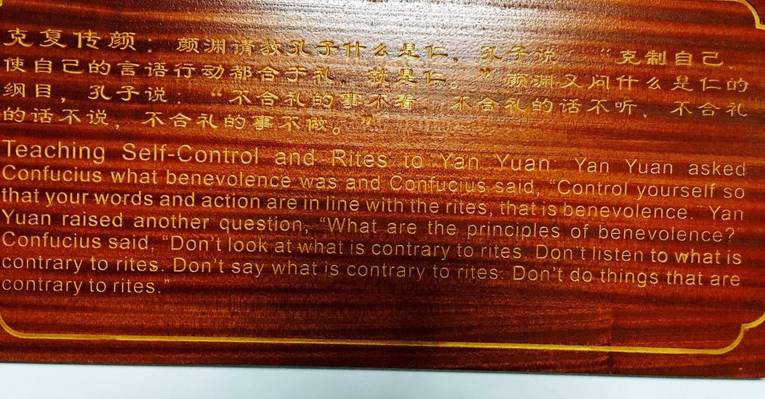 克复传颜：颜渊请教孔子什么是仁，孔子说：“克制自己，
使自己的言语行动都合于礼，就是仁。”颜渊又问什么是仁的
纲目，孔子说：“不合礼的事不看，不合礼的话不听，不合礼
的话不说，不合礼的事不做。”
Teaching Self-Control and Rites to Yan Yuan: Yan Yuan asked
Confucius what benevolence was and Confucius said, “Control yourself so
that your words and action are in line with the rites, that is benevolence. Yan
Yuan raised another question, “What are the principles of benevolence?
Confucius said, “Don’t look at what is contrary to rites. Don’t listen to what is
contrary to rites. Don’t say what is contrary to rites. Don’t do things that are
contrary to rites.”